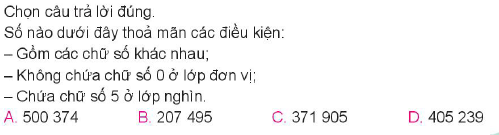 Chọn câu trả lời đúng.
Số nào dưới đây thoả mãn các điều kiện:
– Gồm các chữ số khác nhau;
– Không chứa chữ số 0 ở lớp đơn vị;
– Chứa chữ số 5 ở lớp nghìn.
A. 500 374 B. 207 495 C. 371 905 D. 405 239